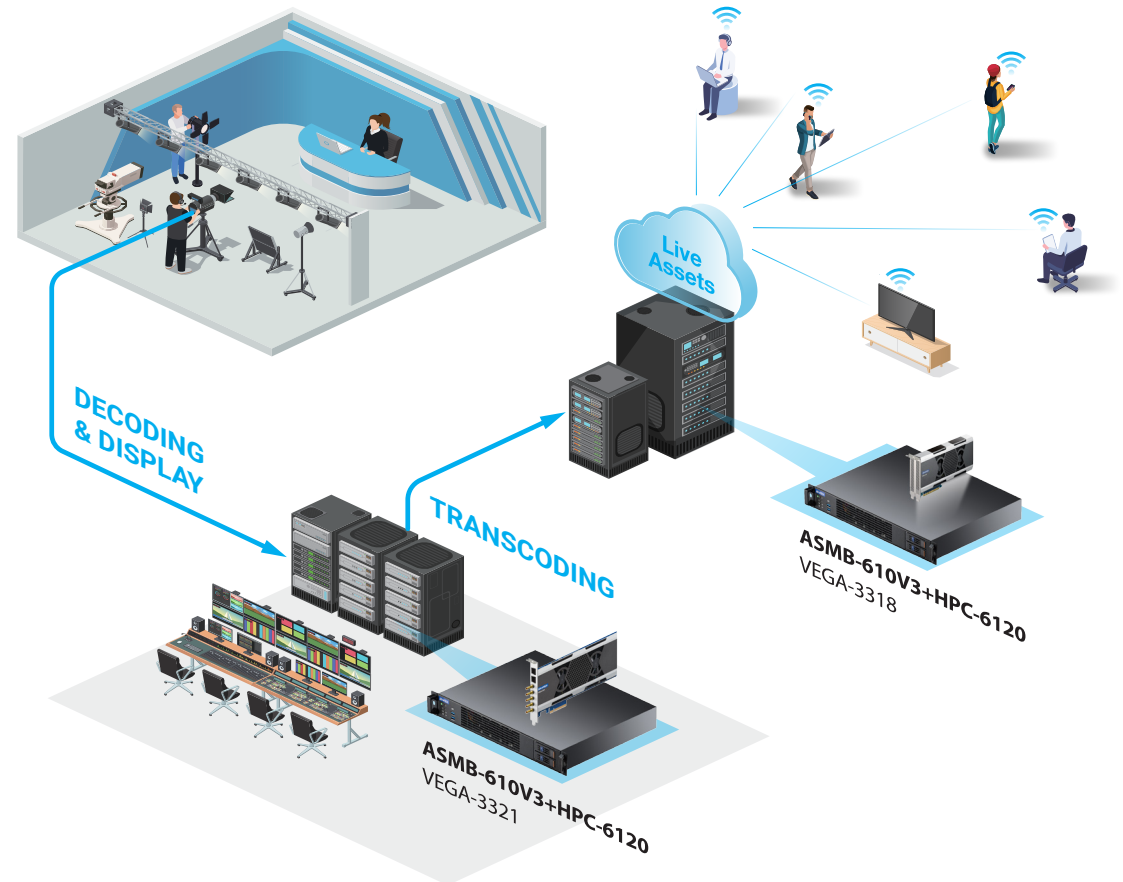 Live
Assets
DECODING
& DISPLAY
TRANSCODING
ASMB-610V3+HPC-6120
VEGA-3318
ASMB-610V3+HPC-6120
VEGA-3321